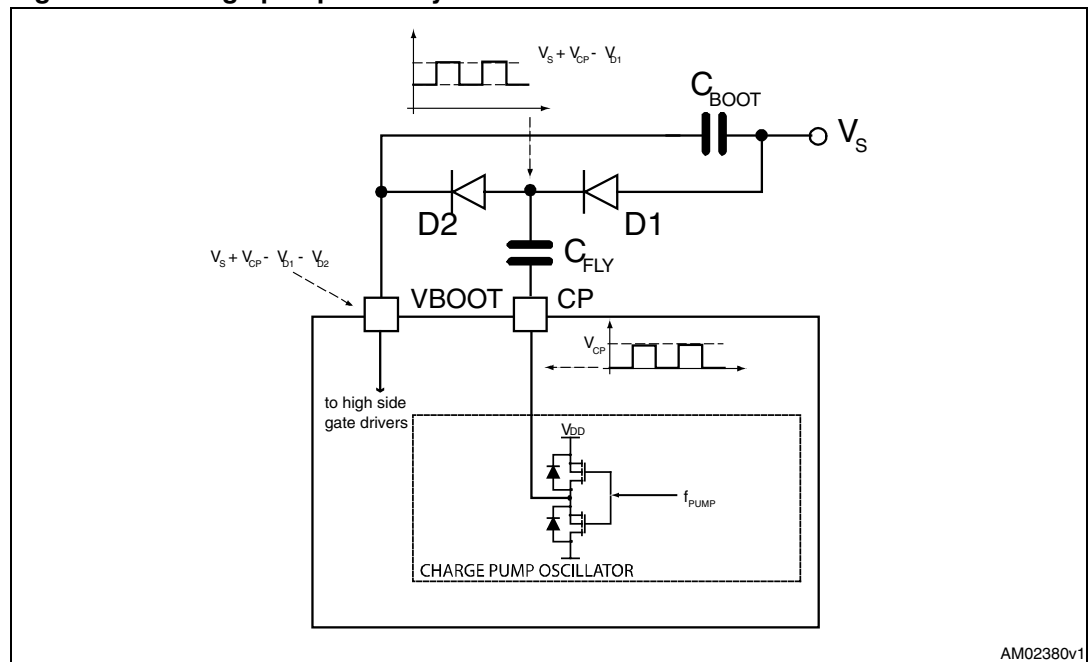 V_S + V_CP - V_D1
C_BOOT
V_S
D2
D1
C_FLY
V_S + V_CP - V_D1 - V_D2
VBOOT
CP
V_CP
to high side
gate drivers
V_DD
f_PUMP
CHARGE PUMP OSCILLATOR
AM02380v1